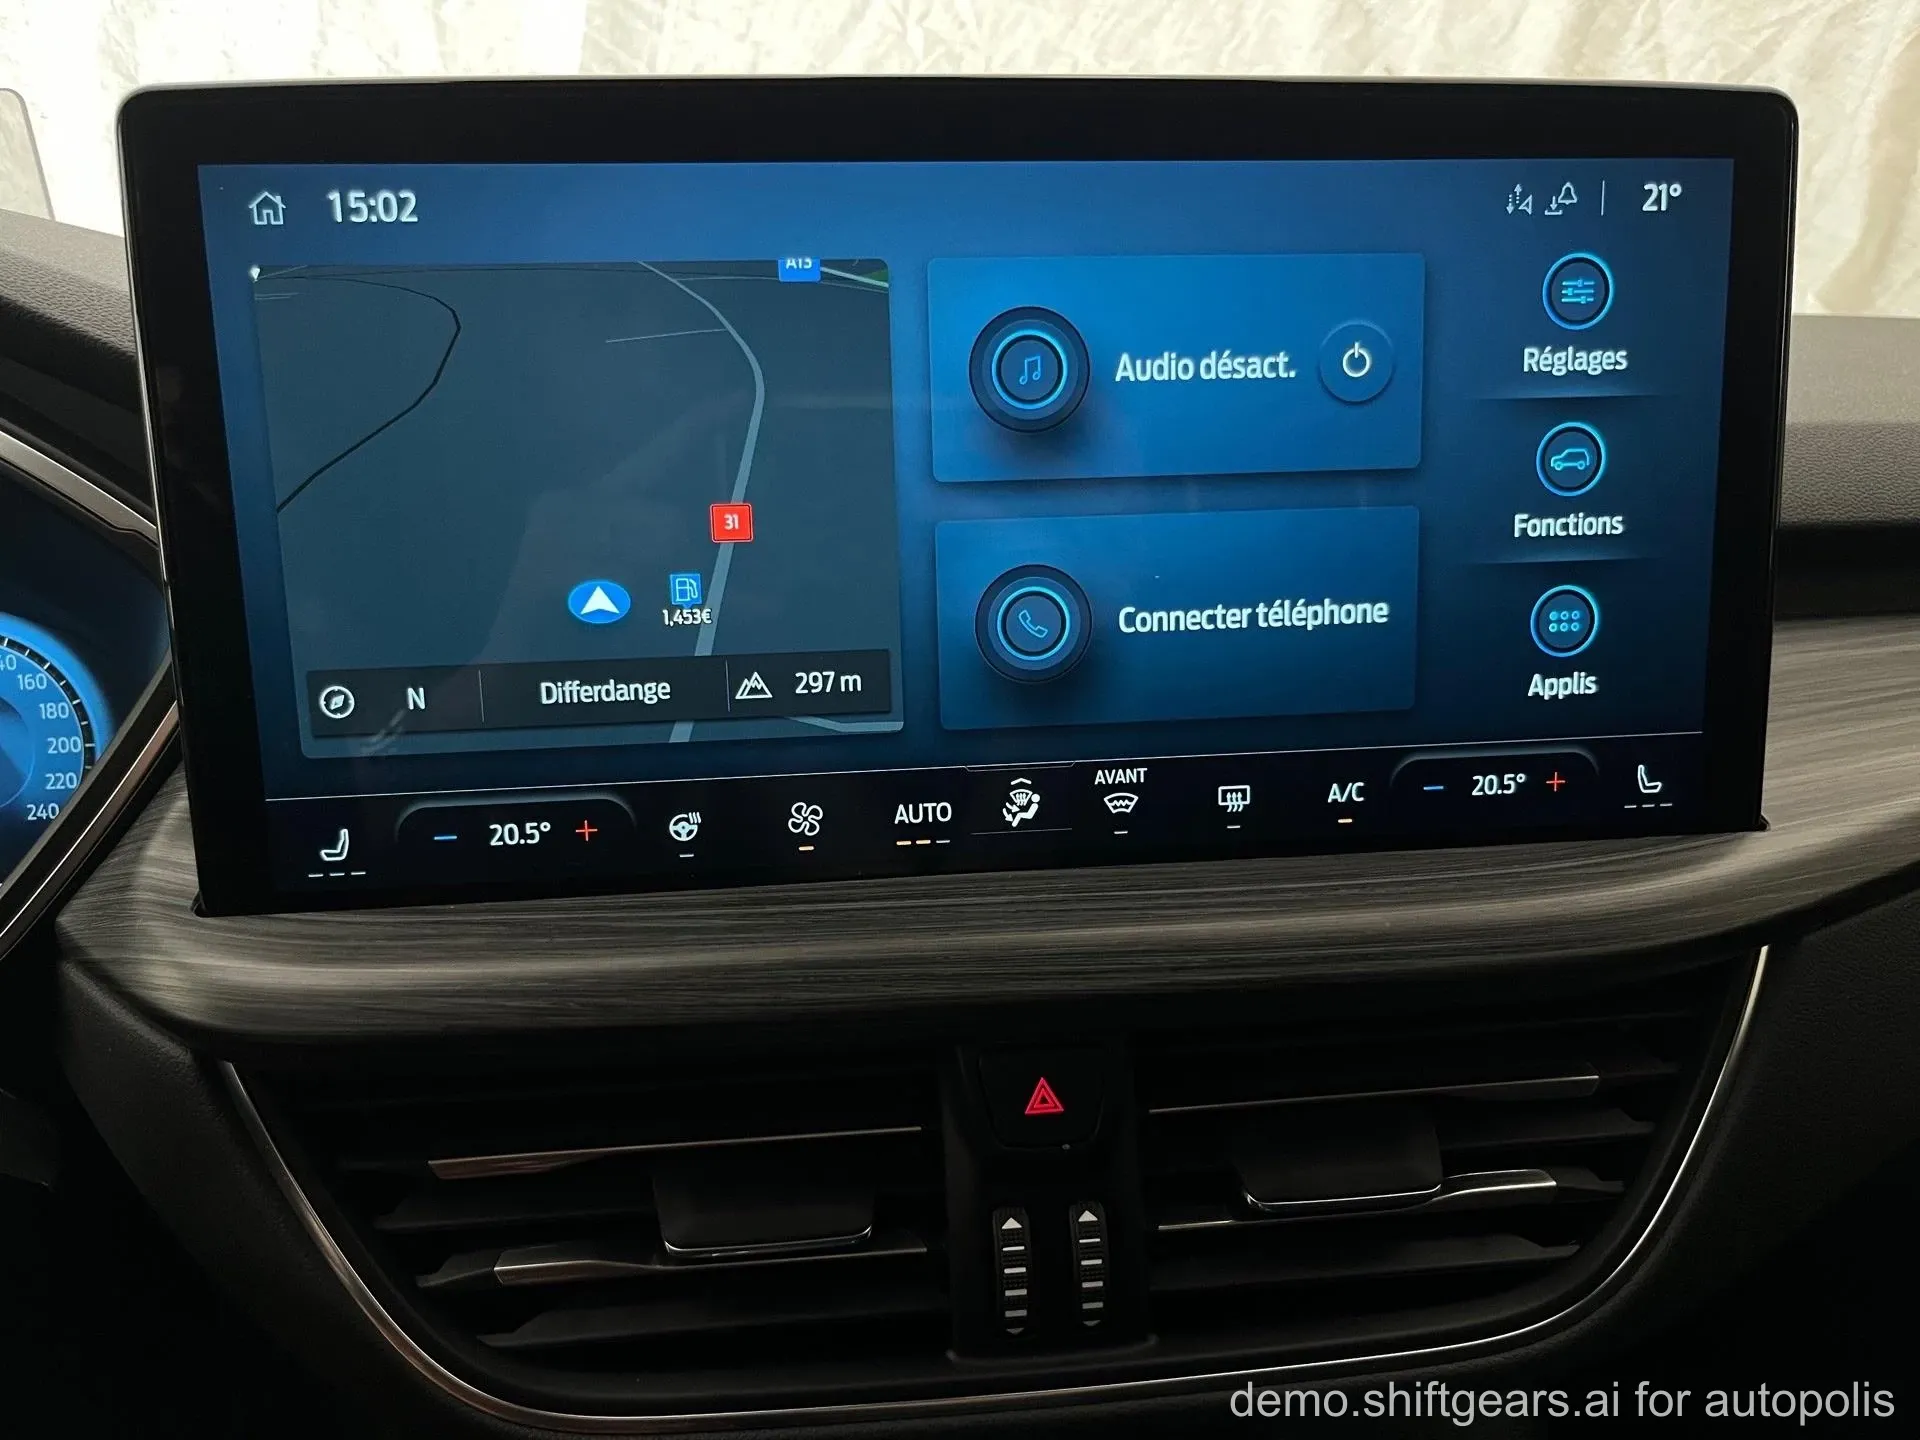 15:02
21°
A13
Audio désact.
Réglages
Fonctions
31
1,453€
Connecter téléphone
N
Differdange
297 m
Applis
160
180
200
220
240
20.5°
AUTO
AVANT
A/C
20.5°
demo.shiftgears.ai for autopolis